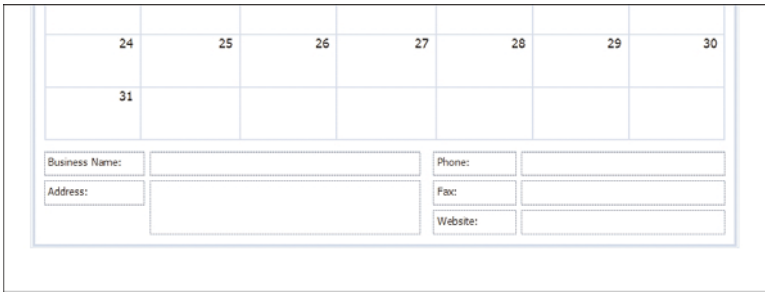 24 25 26 27 28 29 30
31
Business Name: Phone:
Address: Fax:
Website: